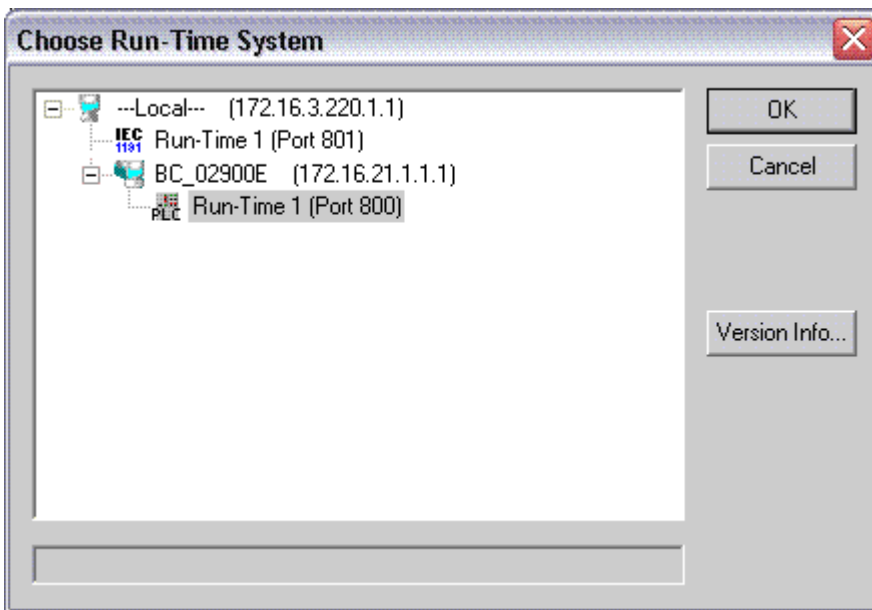 Choose Run-Time System
---Local--- (172.16.3.220.1.1)
IEC 1131 Run-Time 1 (Port 801)
BC_02900E (172.16.21.1.1.1)
PLC Run-Time 1 (Port 800)
OK
Cancel
Version Info...